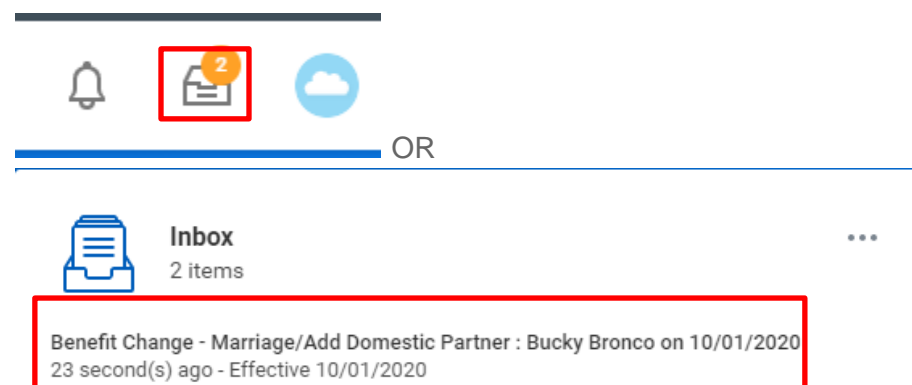 2
OR
Inbox
2 items
Benefit Change - Marriage/Add Domestic Partner : Bucky Bronco on 10/01/2020
23 second(s) ago - Effective 10/01/2020